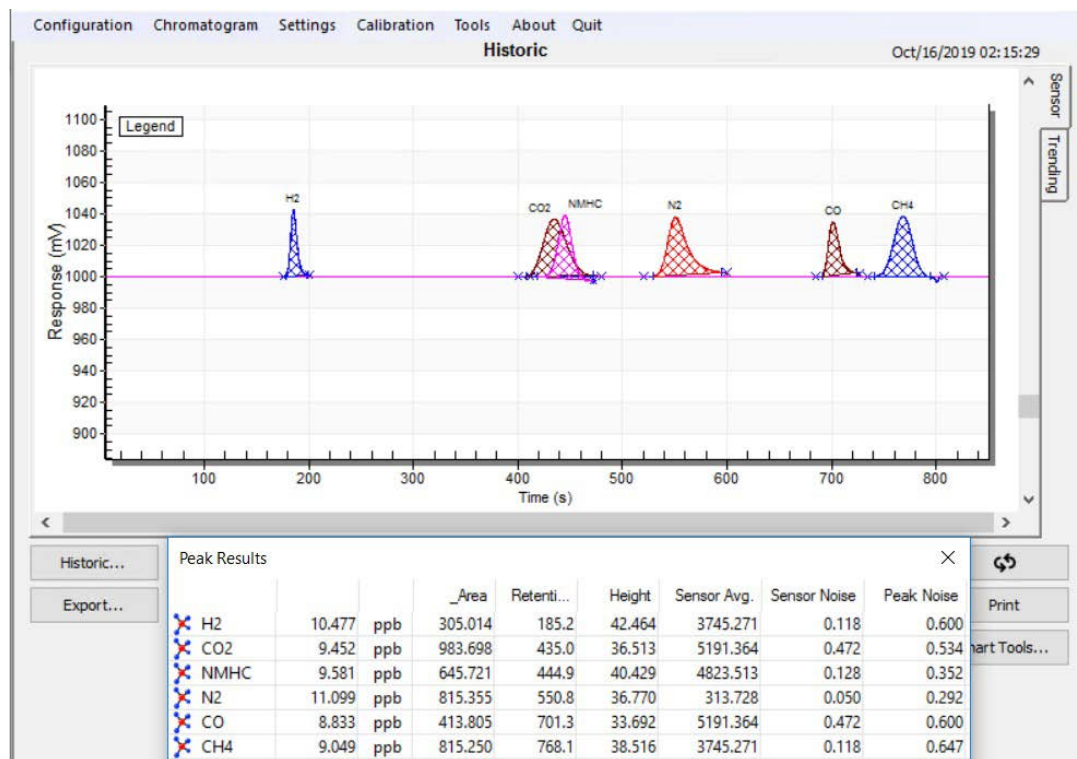 Configuration Chromatogram Settings Calibration Tools About Quit
Historic
Oct/16/2019 02:15:29
Sensor
Trending
Legend
Response (mV)
1100
1080
1060
1040
1020
1000
980
960
940
920
900
H2
CO2
NMHC
N2
CO
CH4
100 200 300 400 500 600 700 800
Time (s)
Historic...
Export...
Print
hart Tools...
Peak Results
_Area Retenti... Height Sensor Avg. Sensor Noise Peak Noise
H2 10.477 ppb 305.014 185.2 42.464 3745.271 0.118 0.600
CO2 9.452 ppb 983.698 435.0 36.513 5191.364 0.472 0.534
NMHC 9.581 ppb 645.721 444.9 40.429 4823.513 0.128 0.352
N2 11.099 ppb 815.355 550.8 36.770 313.728 0.050 0.292
CO 8.833 ppb 413.805 701.3 33.692 5191.364 0.472 0.600
CH4 9.049 ppb 815.250 768.1 38.516 3745.271 0.118 0.647